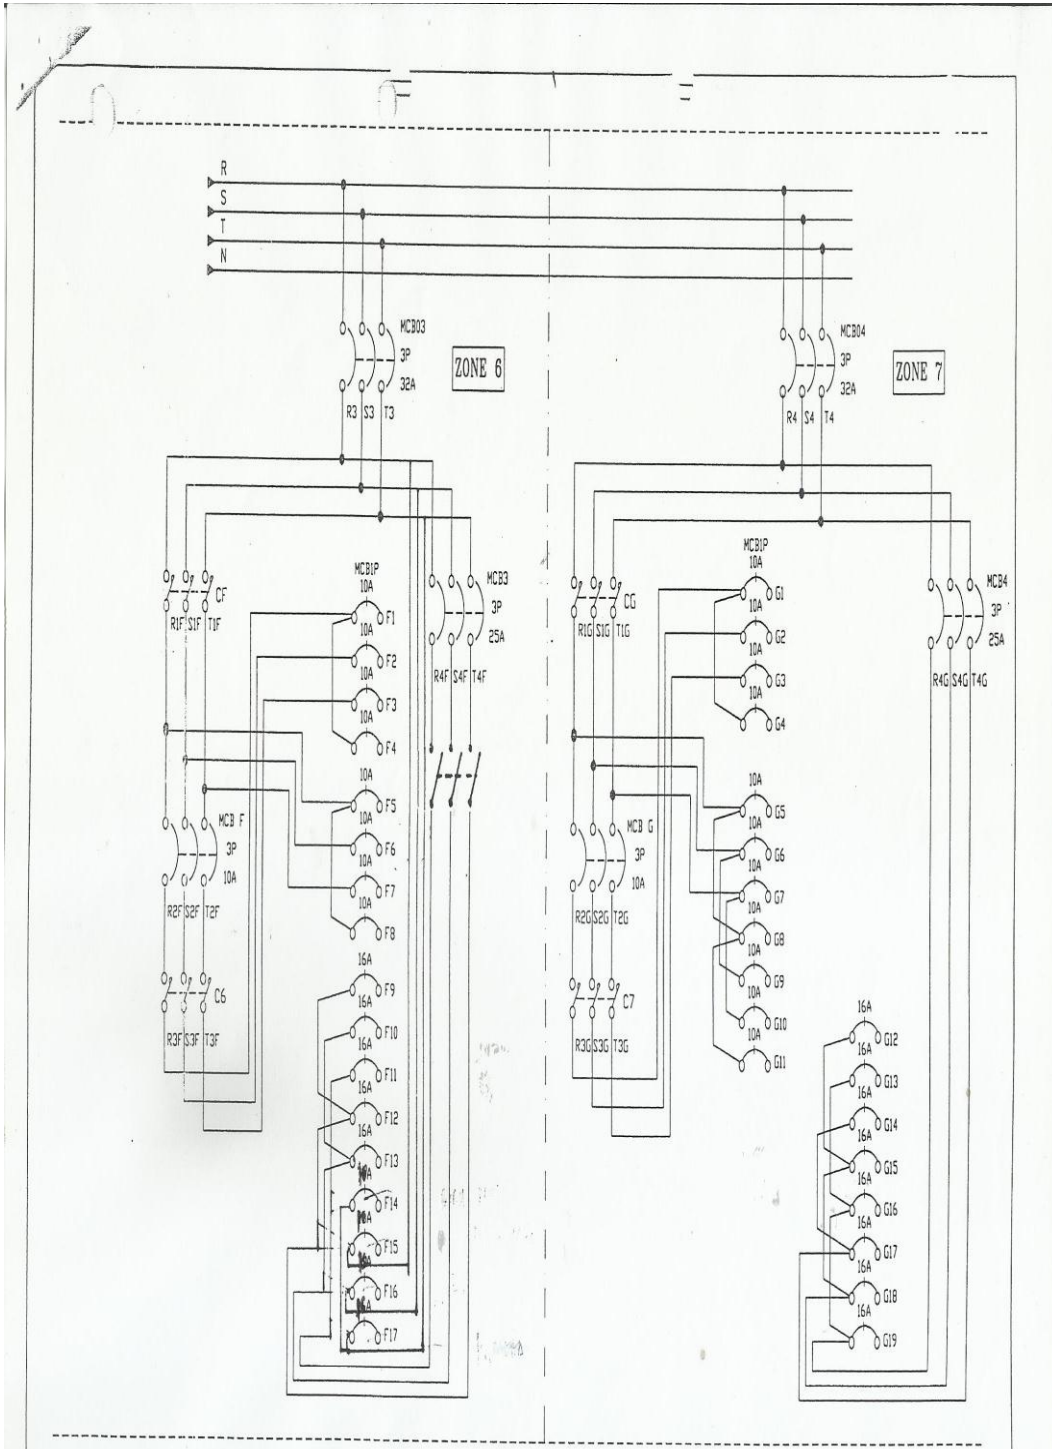 R
S
T
N
MCB03
3P
32A
ZONE 6
R3 S3 T3
MCB04
3P
32A
ZONE 7
R4 S4 T4
CF
R1F S1F T1F
MCB1P
10A
F1
10A
F2
10A
F3
10A
F4
MCB3
3P
25A
R4F S4F T4F
10A
F5
10A
F6
10A
F7
10A
F8
MCB F
3P
10A
R2F S2F T2F
C6
R3F S3F T3F
16A
F9
16A
F10
16A
F11
16A
F12
16A
F13
F14
F15
F16
F17
CG
R1G S1G T1G
MCB1P
10A
G1
10A
G2
10A
G3
10A
G4
MCB4
3P
25A
R4G S4G T4G
10A
G5
10A
G6
10A
G7
10A
G8
10A
G9
10A
G10
10A
G11
MCB G
3P
10A
R2G S2G T2G
C7
R3G S3G T3G
16A
G12
16A
G13
16A
G14
16A
G15
16A
G16
16A
G17
16A
G18
16A
G19